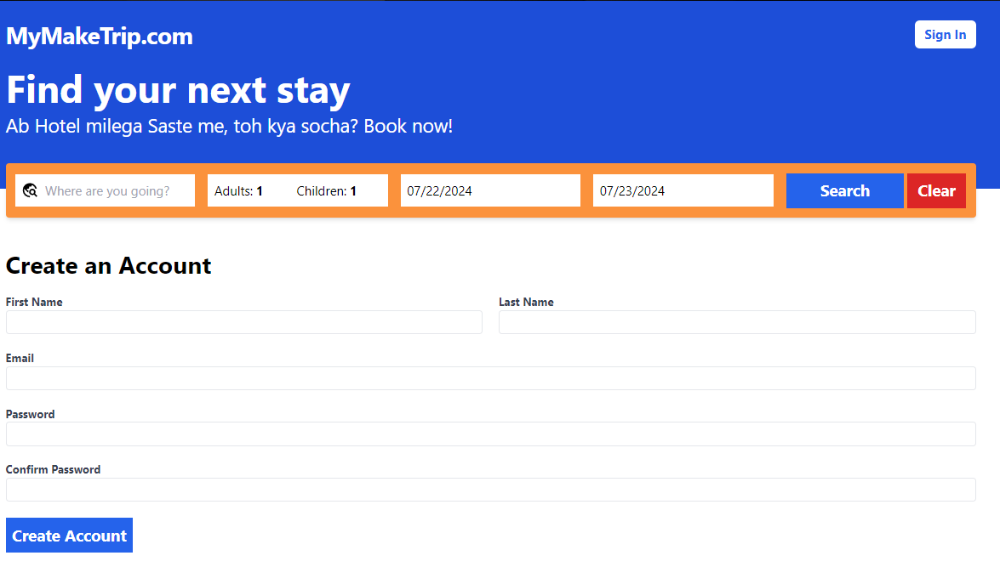 MyMakeTrip.com Sign In
Find your next stay
Ab Hotel milega Saste me, toh kya socha? Book now!
Where are you going? Adults: 1 Children: 1 07/22/2024 07/23/2024 Search Clear
Create an Account
First Name Last Name
Email
Password
Confirm Password
Create Account